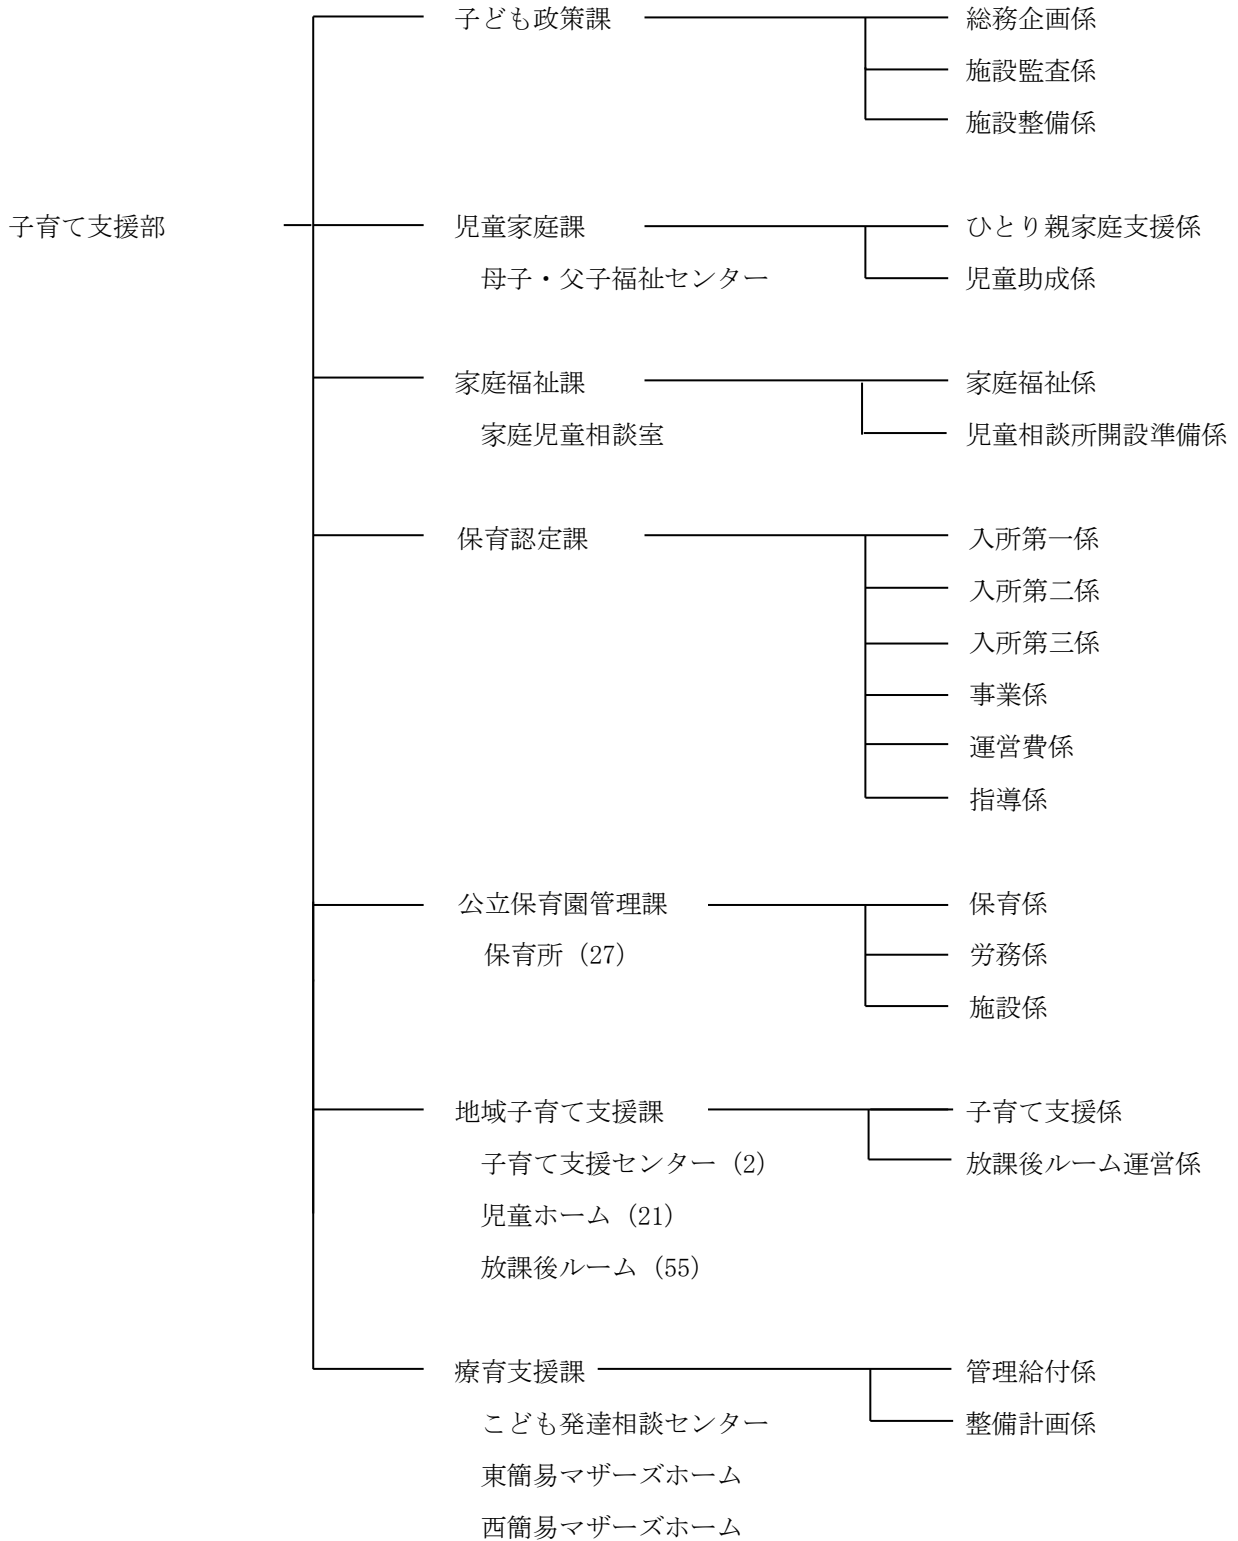 子ども政策課 総務企画係
施設監査係
施設整備係
子育て支援部 児童家庭課 ひとり親家庭支援係
母子・父子福祉センター 児童助成係
家庭福祉課 家庭福祉係
家庭児童相談室 児童相談所開設準備係
保育認定課 入所第一係
入所第二係
入所第三係
事業係
運営費係
指導係
公立保育園管理課 保育係
保育所（27） 労務係
施設係
地域子育て支援課 子育て支援係
子育て支援センター（2） 放課後ルーム運営係
児童ホーム（21）
放課後ルーム（55）
療育支援課 管理給付係
こども発達相談センター 整備計画係
東簡易マザーズホーム
西簡易マザーズホーム